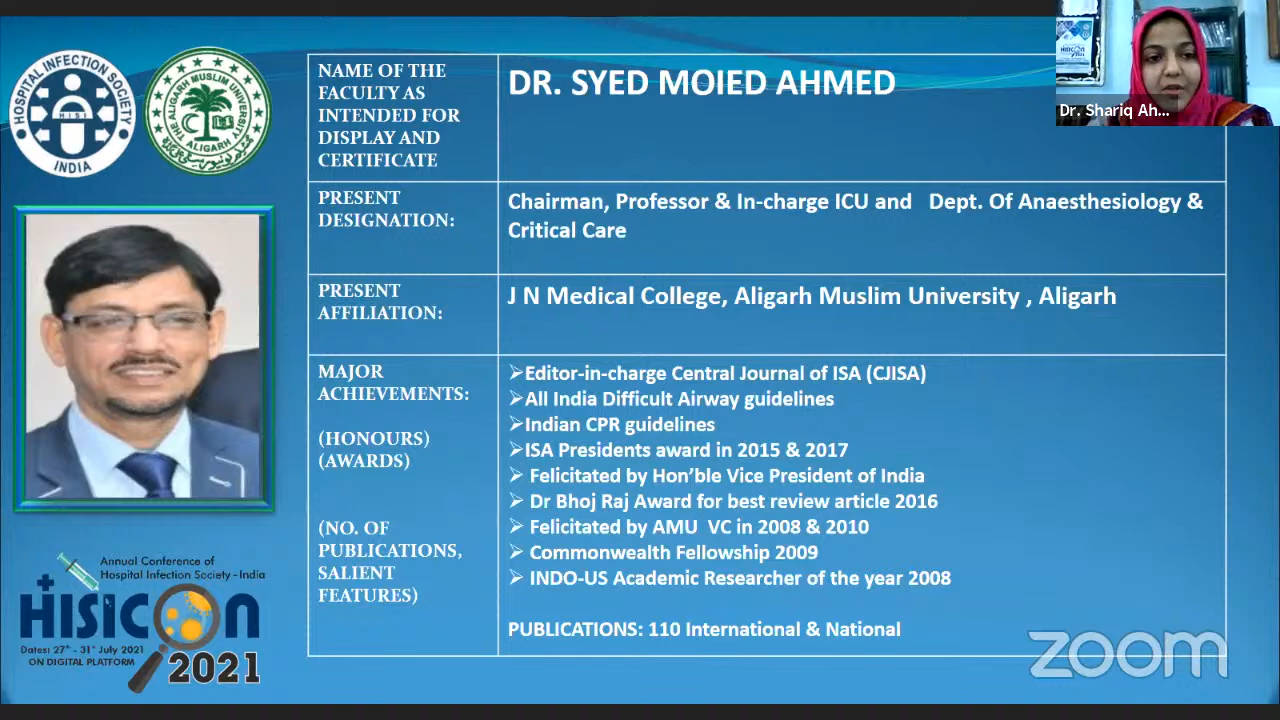 HOSPITAL INFECTION SOCIETY
H I S I
INDIA
THE ALIGARH MUSLIM UNIVERSITY
ALIGARH
NAME OF THE
FACULTY AS
INTENDED FOR
DISPLAY AND
CERTIFICATE
DR. SYED MOIED AHMED
Dr. Shariq Ah...
PRESENT
DESIGNATION:
Chairman, Professor & In-charge ICU and Dept. Of Anaesthesiology &
Critical Care
PRESENT
AFFILIATION:
J N Medical College, Aligarh Muslim University , Aligarh
MAJOR
ACHIEVEMENTS:
(HONOURS)
(AWARDS)
(NO. OF
PUBLICATIONS,
SALIENT
FEATURES)
➢Editor-in-charge Central Journal of ISA (CJISA)
➢All India Difficult Airway guidelines
➢Indian CPR guidelines
➢ISA Presidents award in 2015 & 2017
➢ Felicitated by Hon’ble Vice President of India
➢ Dr Bhoj Raj Award for best review article 2016
➢ Felicitated by AMU VC in 2008 & 2010
➢ Commonwealth Fellowship 2009
➢ INDO-US Academic Researcher of the year 2008
PUBLICATIONS: 110 International & National
Annual Conference of
Hospital Infection Society - India
HISICON
Dates: 27th - 31st July 2021
ON DIGITAL PLATFORM
2021
zoom